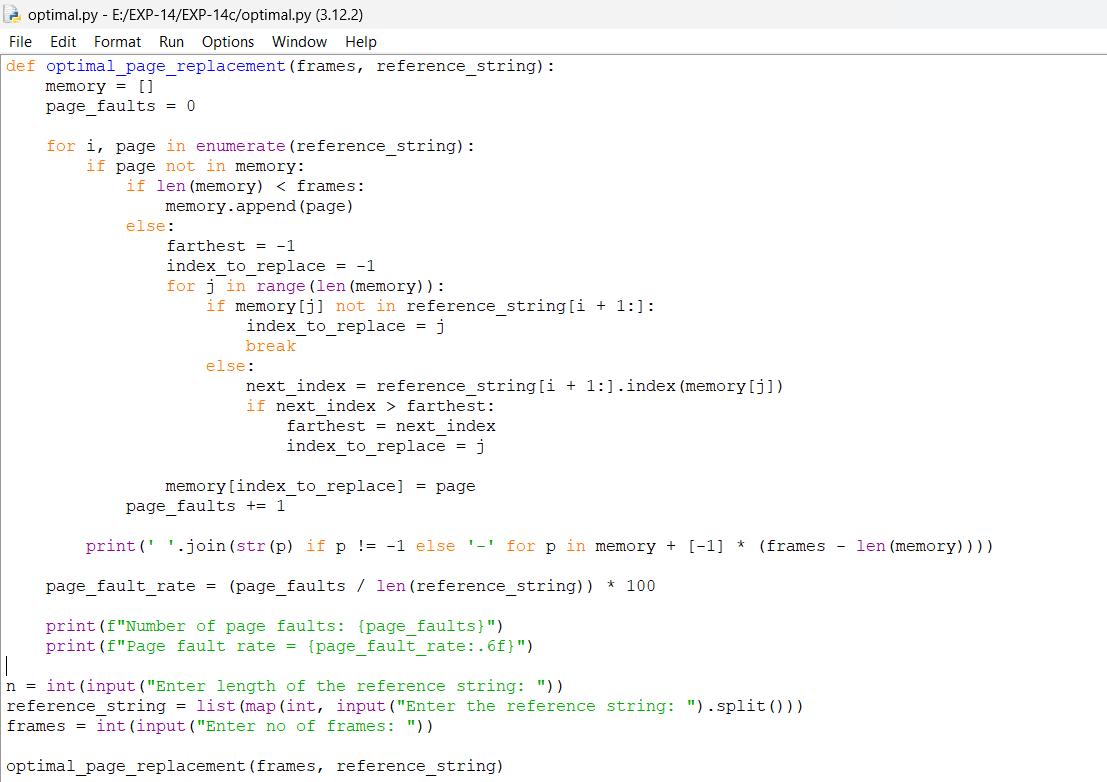 optimal.py - E:/EXP-14/EXP-14c/optimal.py (3.12.2)
File Edit Format Run Options Window Help
def optimal_page_replacement(frames, reference_string):
    memory = []
    page_faults = 0

    for i, page in enumerate(reference_string):
        if page not in memory:
            if len(memory) < frames:
                memory.append(page)
            else:
                farthest = -1
                index_to_replace = -1
                for j in range(len(memory)):
                    if memory[j] not in reference_string[i + 1:]:
                        index_to_replace = j
                        break
                    else:
                        next_index = reference_string[i + 1:].index(memory[j])
                        if next_index > farthest:
                            farthest = next_index
                            index_to_replace = j

                memory[index_to_replace] = page
            page_faults += 1

        print(' '.join(str(p) if p != -1 else '-' for p in memory + [-1] * (frames - len(memory))))

    page_fault_rate = (page_faults / len(reference_string)) * 100

    print(f"Number of page faults: {page_faults}")
    print(f"Page fault rate = {page_fault_rate:.6f}")

n = int(input("Enter length of the reference string: "))
reference_string = list(map(int, input("Enter the reference string: ").split()))
frames = int(input("Enter no of frames: "))

optimal_page_replacement(frames, reference_string)